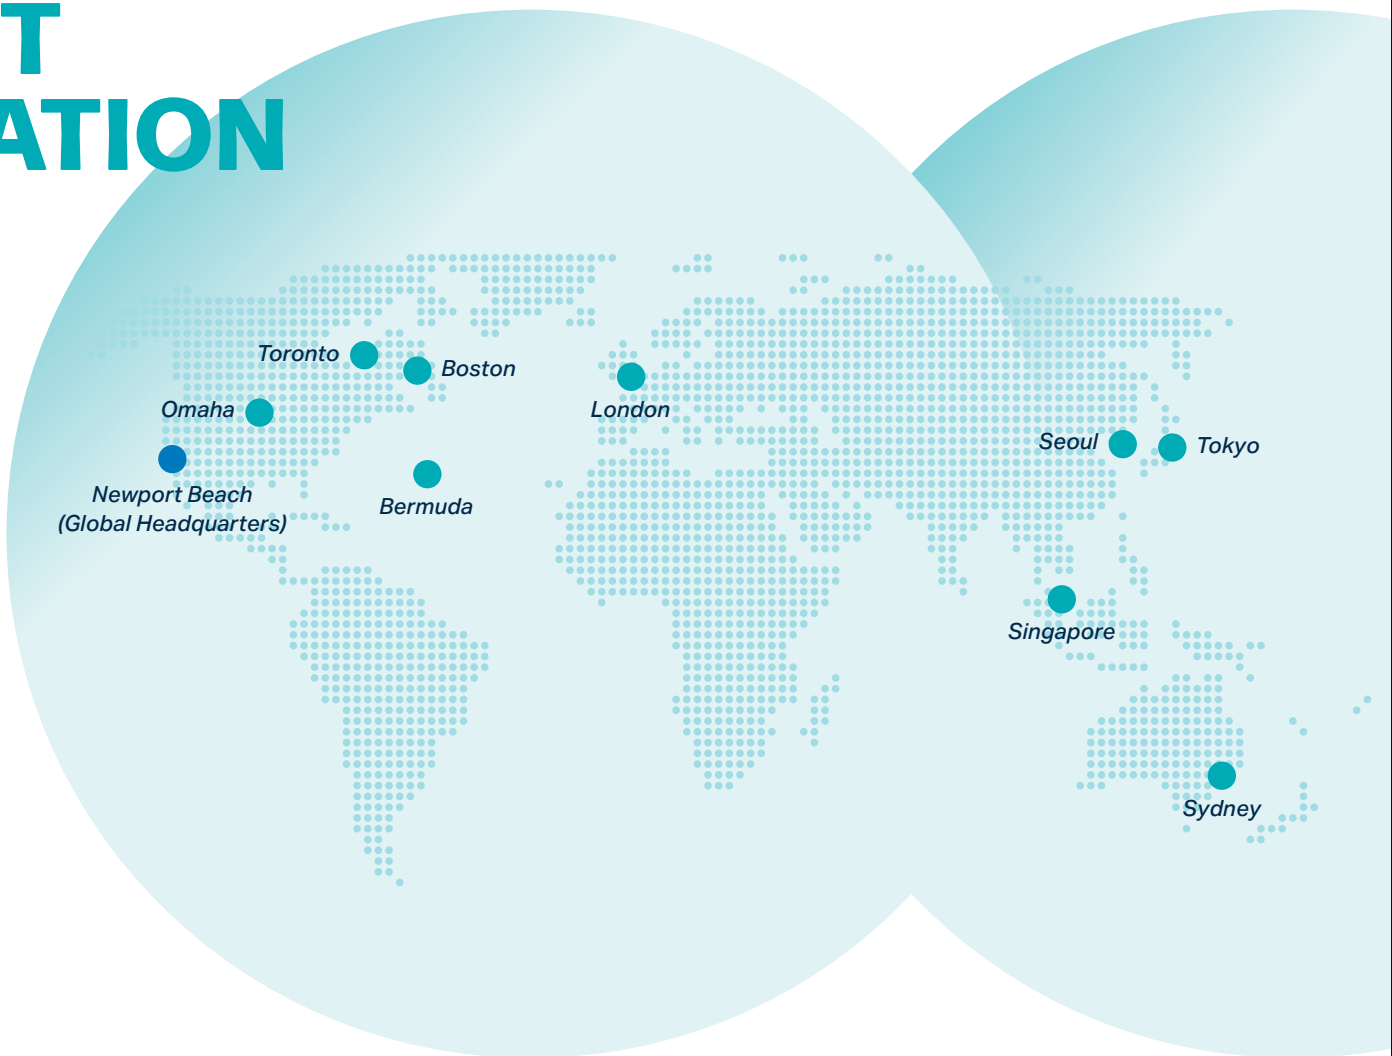 T
ATION
Toronto
Boston
Omaha
London
Seoul
Tokyo
Newport Beach
(Global Headquarters)
Bermuda
Singapore
Sydney